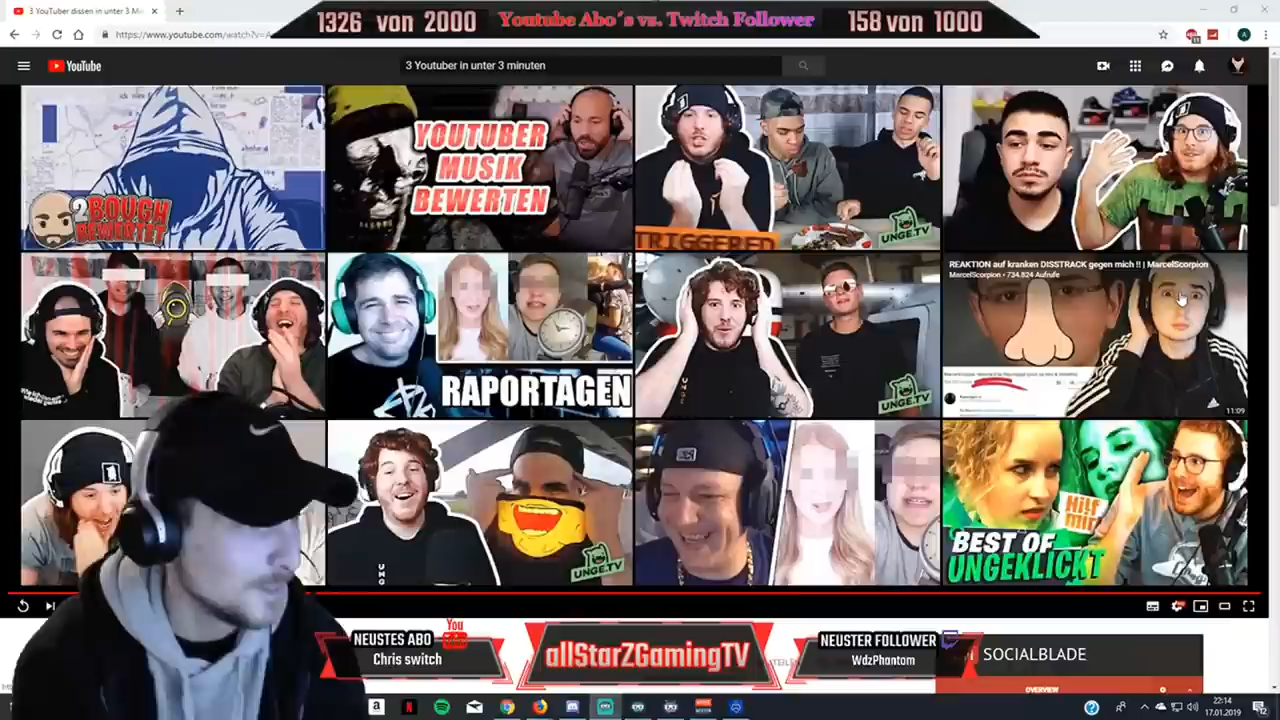 3 YouTuber dissen in unter 3 Mi
1326 von 2000
Youtube Abo´s vs. Twitch Follower
158 von 1000
https://www.youtube.com/watch?v=A
YouTube
3 Youtuber in unter 3 minuten
2BOUGH
BEWERTET
YOUTUBER
MUSIK
BEWERTEN
TRIGGERED
UNGE.TV
RAPORTAGEN
UNGE.TV
REAKTION auf kranken DISSTRACK gegen mich !! | MarcelScorpion
MarcelScorpion • 734.824 Aufrufe
11:09
UNGE.TV
HILF
MIR
BEST OF
UNGEKLICKT
NEUSTES ABO
You
Chris switch
allStarZGamingTV
NEUSTER FOLLOWER
WdzPhantom
SOCIALBLADE
OVERVIEW
22:14
17.01.2019
12